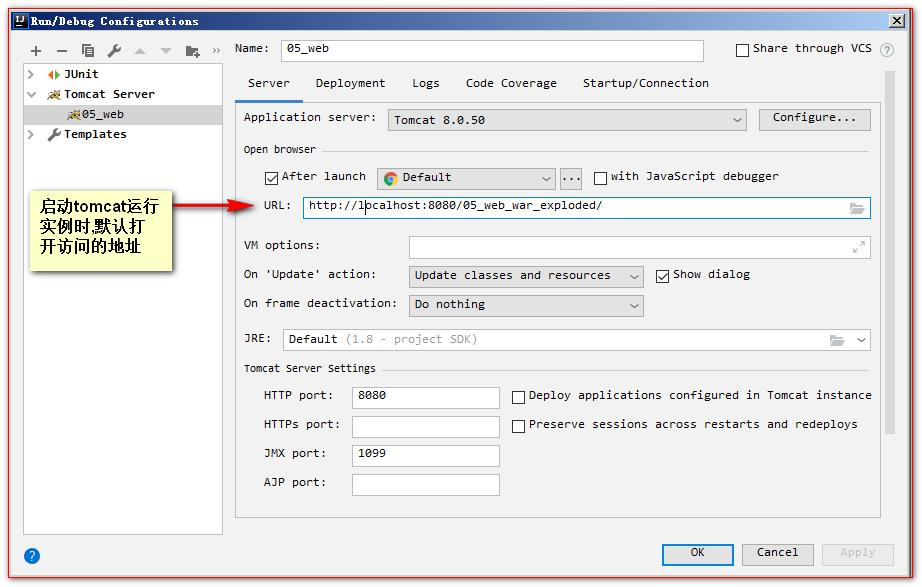 Run/Debug Configurations
Name: 05_web
Share through VCS ?
JUnit
Tomcat Server
05_web
Templates
Server Deployment Logs Code Coverage Startup/Connection
Application server: Tomcat 8.0.50 Configure...
Open browser
After launch Default ... with JavaScript debugger
URL: http://localhost:8080/05_web_war_exploded/
启动tomcat运行
实例时,默认打
开访问的地址
VM options:
On 'Update' action: Update classes and resources Show dialog
On frame deactivation: Do nothing
JRE: Default (1.8 - project SDK)
Tomcat Server Settings
HTTP port: 8080 Deploy applications configured in Tomcat instance
HTTPs port: Preserve sessions across restarts and redeploys
JMX port: 1099
AJP port:
? OK Cancel Apply